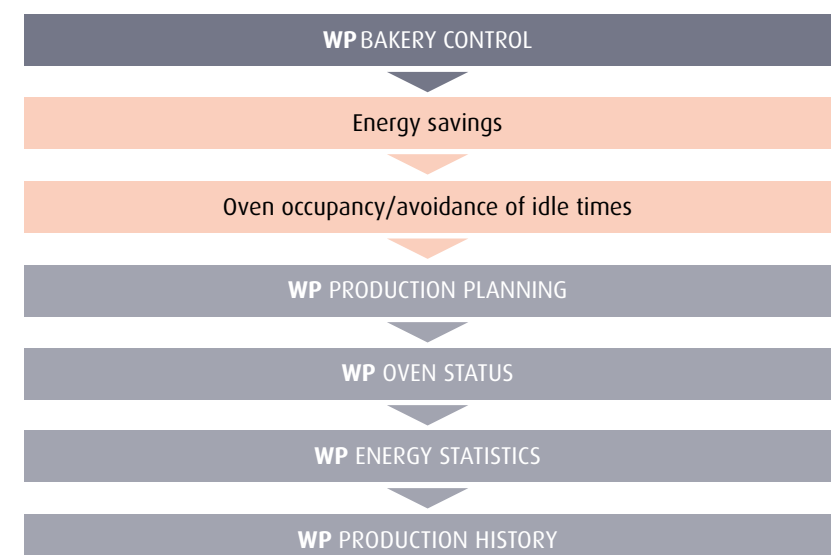 WP BAKERY CONTROL
Energy savings
Oven occupancy/avoidance of idle times
WP PRODUCTION PLANNING
WP OVEN STATUS
WP ENERGY STATISTICS
WP PRODUCTION HISTORY